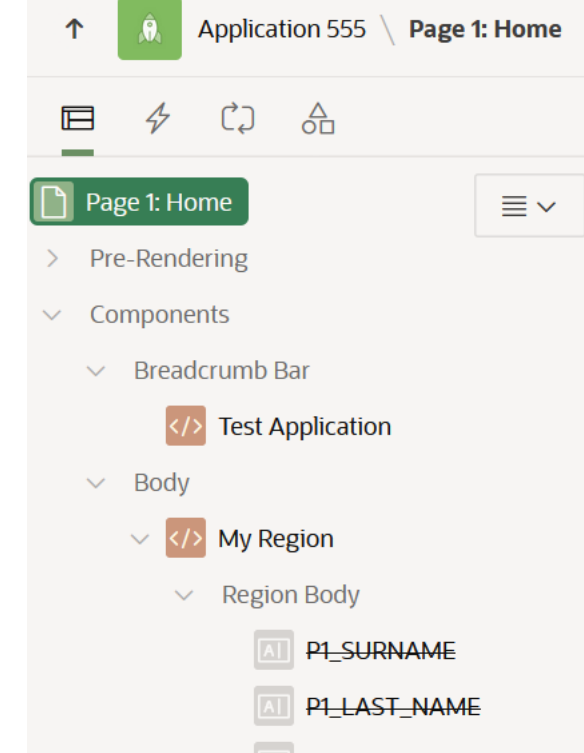 Application 555 \ Page 1: Home
Page 1: Home
Pre-Rendering
Components
Breadcrumb Bar
Test Application
Body
My Region
Region Body
P1_SURNAME
P1_LAST_NAME